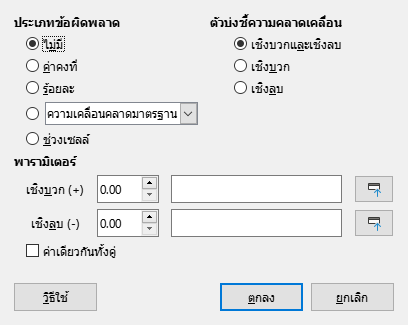 ประเภทข้อผิดพลาด
ไม่มี
ค่าคงที่
ร้อยละ
ความเคลื่อนคลาดมาตรฐาน
ช่วงเซลล์
ตัวบ่งชี้ความคลาดเคลื่อน
เชิงบวกและเชิงลบ
เชิงบวก
เชิงลบ
พารามิเตอร์
เชิงบวก (+) 0.00
เชิงลบ (-) 0.00
ค่าเดียวกันทั้งคู่
วิธีใช้ ตกลง ยกเลิก